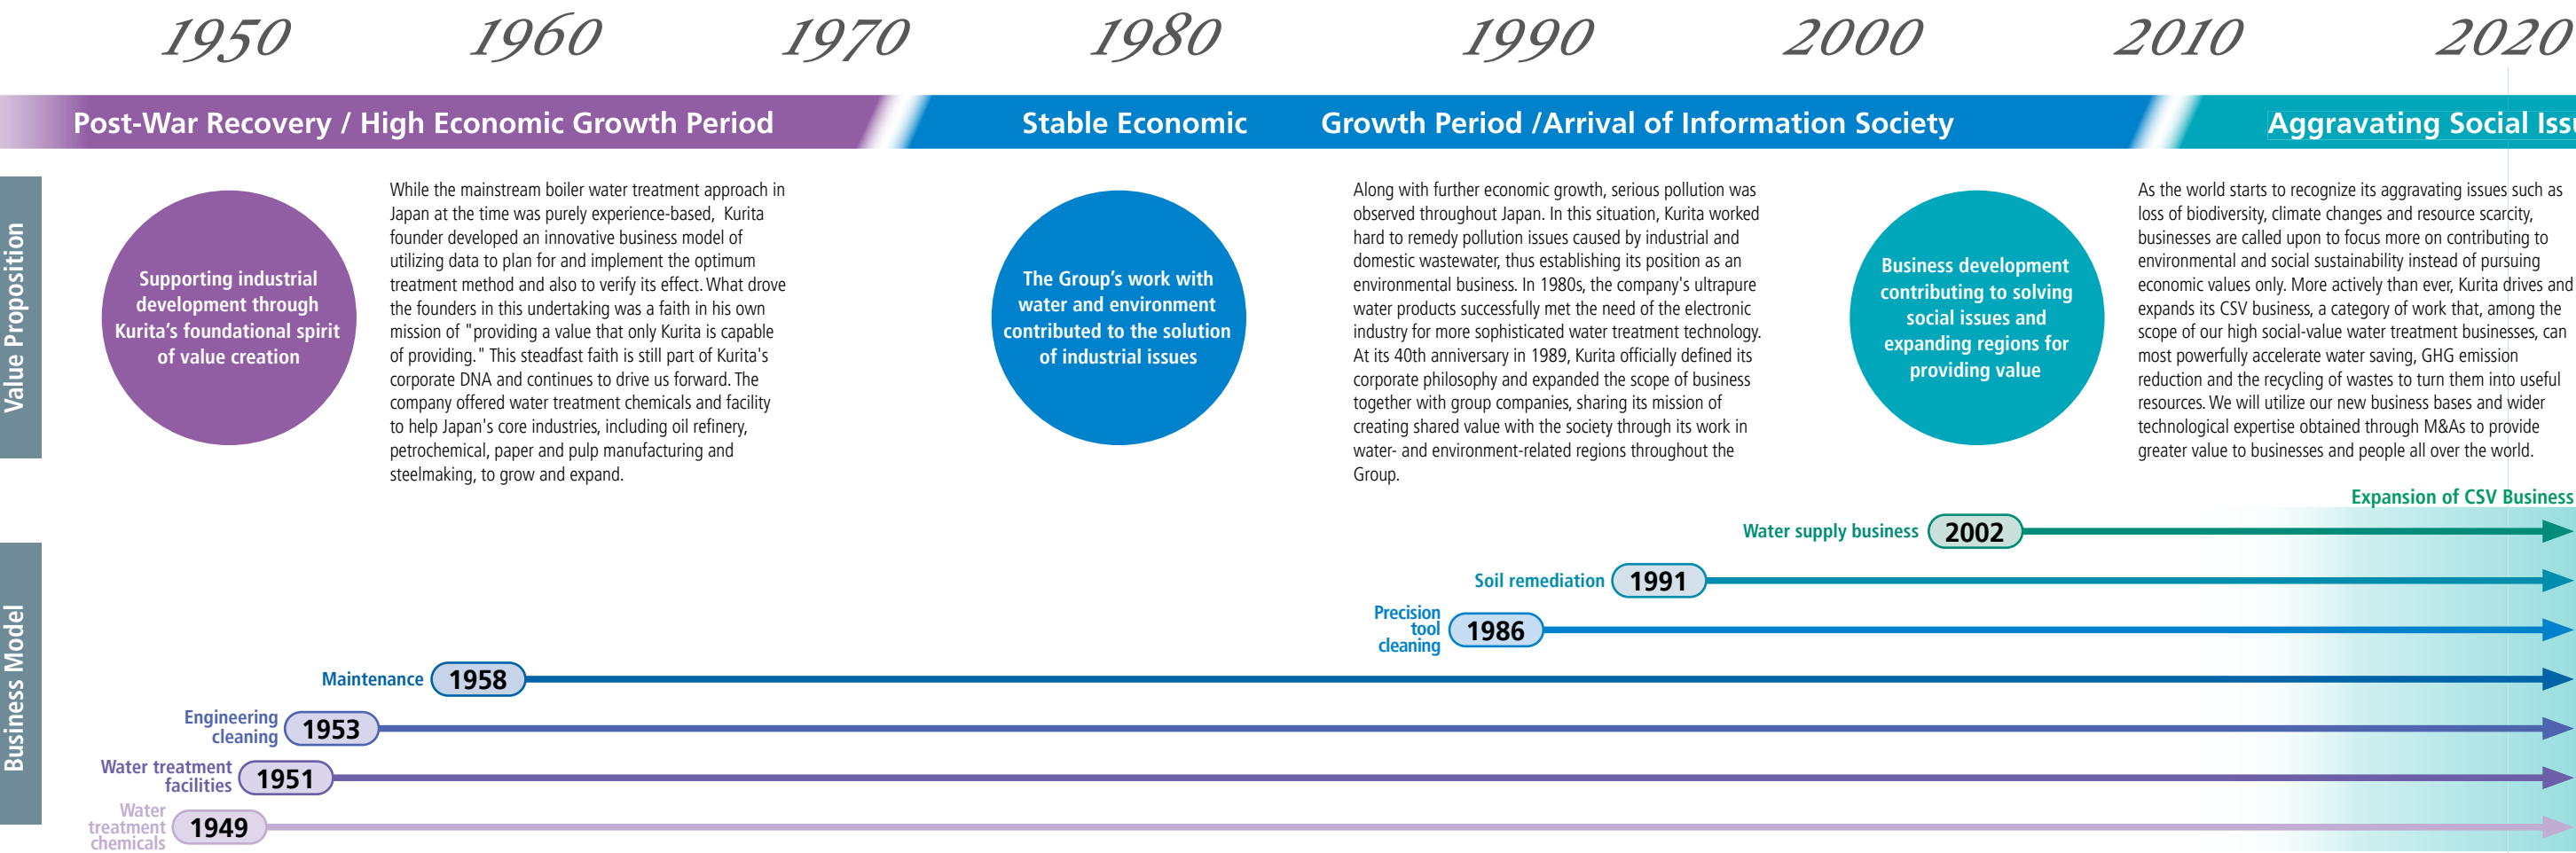 1950 1960 1970 1980 1990 2000 2010 2020
Post-War Recovery / High Economic Growth Period
Stable Economic Growth Period /Arrival of Information Society
Aggravating Social
Value Proposition
Supporting industrial
development through
Kurita's foundational spirit
of value creation
While the mainstream boiler water treatment approach in
Japan at the time was purely experience-based, Kurita
founder developed an innovative business model of
utilizing data to plan for and implement the optimum
treatment method and also to verify its effect. What drove
the founders in this undertaking was a faith in his own
mission of "providing a value that only Kurita is capable
of providing." This steadfast faith is still part of Kurita's
corporate DNA and continues to drive us forward. The
company offered water treatment chemicals and facility
to help Japan's core industries, including oil refinery,
petrochemical, paper and pulp manufacturing and
steelmaking, to grow and expand.
The Group's work with
water and environment
contributed to the solution
of industrial issues
Along with further economic growth, serious pollution was
observed throughout Japan. In this situation, Kurita worked
hard to remedy pollution issues caused by industrial and
domestic wastewater, thus establishing its position as an
environmental business. In 1980s, the company's ultrapure
water products successfully met the need of the electronic
industry for more sophisticated water treatment technology.
At its 40th anniversary in 1989, Kurita officially defined its
corporate philosophy and expanded the scope of business
together with group companies, sharing its mission of
creating shared value with the society through its work in
water- and environment-related regions throughout the
Group.
Business development
contributing to solving
social issues and
expanding regions for
providing value
As the world starts to recognize its aggravating issues such as
loss of biodiversity, climate changes and resource scarcity,
businesses are called upon to focus more on contributing to
environmental and social sustainability instead of pursuing
economic values only. More actively than ever, Kurita drives and
expands its CSV business, a category of work that, among the
scope of our high social-value water treatment businesses, can
most powerfully accelerate water saving, GHG emission
reduction and the recycling of wastes to turn them into useful
resources. We will utilize our new business bases and wider
technological expertise obtained through M&As to provide
greater value to businesses and people all over the world.
Expansion of CSV Business
Business Model
Water supply business 2002
Soil remediation 1991
Precision
tool
cleaning
1986
Maintenance 1958
Engineering
cleaning
1953
Water treatment
facilities
1951
Water
treatment
chemicals
1949